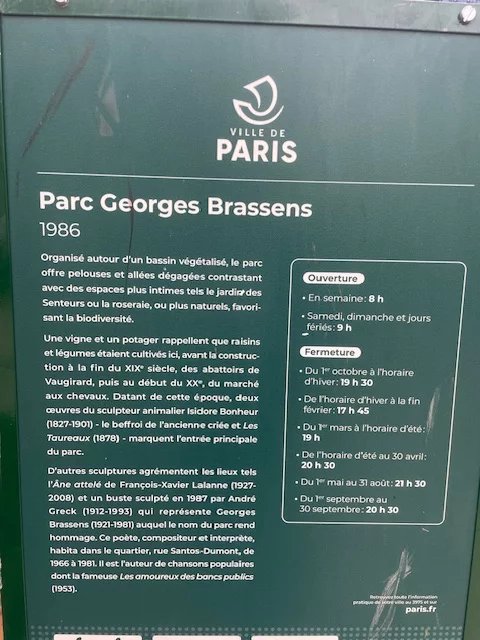 VILLE DE
PARIS
Parc Georges Brassens
1986
Organisé autour d'un bassin végétalisé, le parc
offre pelouses et allées dégagées contrastant
avec des espaces plus intimes tels le jardin des
Senteurs ou la roseraie, ou plus naturels, favori-
sant la biodiversité.
Une vigne et un potager rappellent que raisins
et légumes étaient cultivés ici, avant la construc-
tion à la fin du XIXᵉ siècle, des abattoirs de
Vaugirard, puis au début du XXᵉ, du marché
aux chevaux. Datant de cette époque, deux
œuvres du sculpteur animalier Isidore Bonheur
(1827-1901) - le beffroi de l'ancienne criée et Les
Taureaux (1878) - marquent l'entrée principale
du parc.
D'autres sculptures agrémentent les lieux tels
l'Âne attelé de François-Xavier Lalanne (1927-
2008) et un buste sculpté en 1987 par André
Greck (1912-1993) qui représente Georges
Brassens (1921-1981) auquel le nom du parc rend
hommage. Ce poète, compositeur et interprète,
habita dans le quartier, rue Santos-Dumont, de
1966 à 1981. Il est l'auteur de chansons populaires
dont la fameuse Les amoureux des bancs publics
(1953).
Ouverture
• En semaine : 8 h
• Samedi, dimanche et jours
fériés : 9 h
Fermeture
• Du 1ᵉʳ octobre à l'horaire
d'hiver : 19 h 30
• De l'horaire d'hiver à la fin
février : 17 h 45
• Du 1ᵉʳ mars à l'horaire d'été :
19 h
• De l'horaire d'été au 30 avril :
20 h 30
• Du 1ᵉʳ mai au 31 août : 21 h 30
• Du 1ᵉʳ septembre au
30 septembre : 20 h 30
Retrouvez toute l'information
pratique de votre ville au 3975 et sur
paris.fr